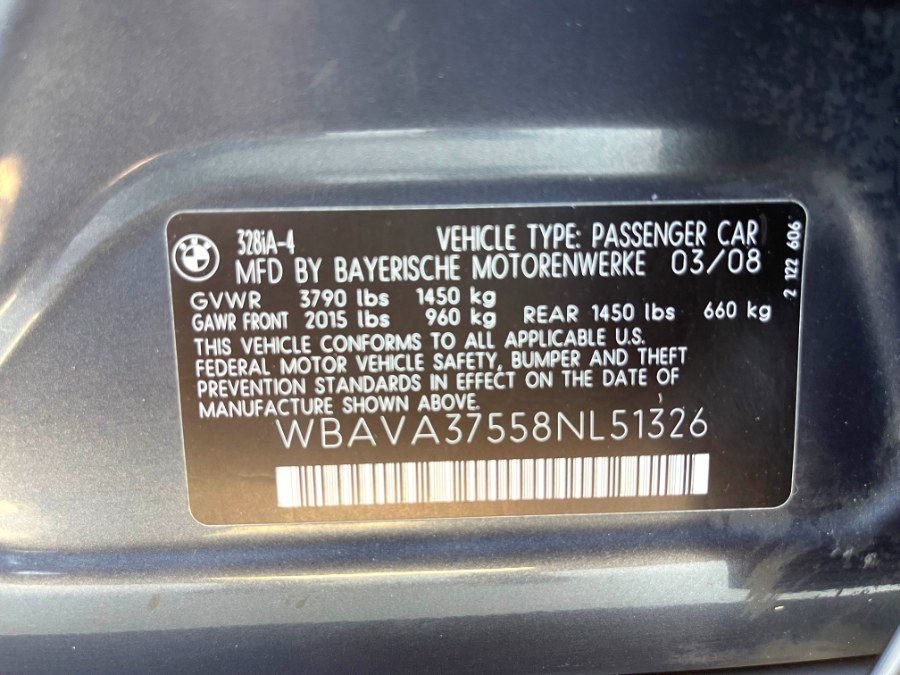 328iA-4 VEHICLE TYPE: PASSENGER CAR
MFD BY BAYERISCHE MOTORENWERKE 03/08
GVWR 3790 lbs 1450 kg
GAWR FRONT 2015 lbs 960 kg REAR 1450 lbs 660 kg
THIS VEHICLE CONFORMS TO ALL APPLICABLE U.S.
FEDERAL MOTOR VEHICLE SAFETY, BUMPER AND THEFT
PREVENTION STANDARDS IN EFFECT ON THE DATE OF
MANUFACTURE SHOWN ABOVE.
WBAVA37558NL51326
2 122 606
BMW